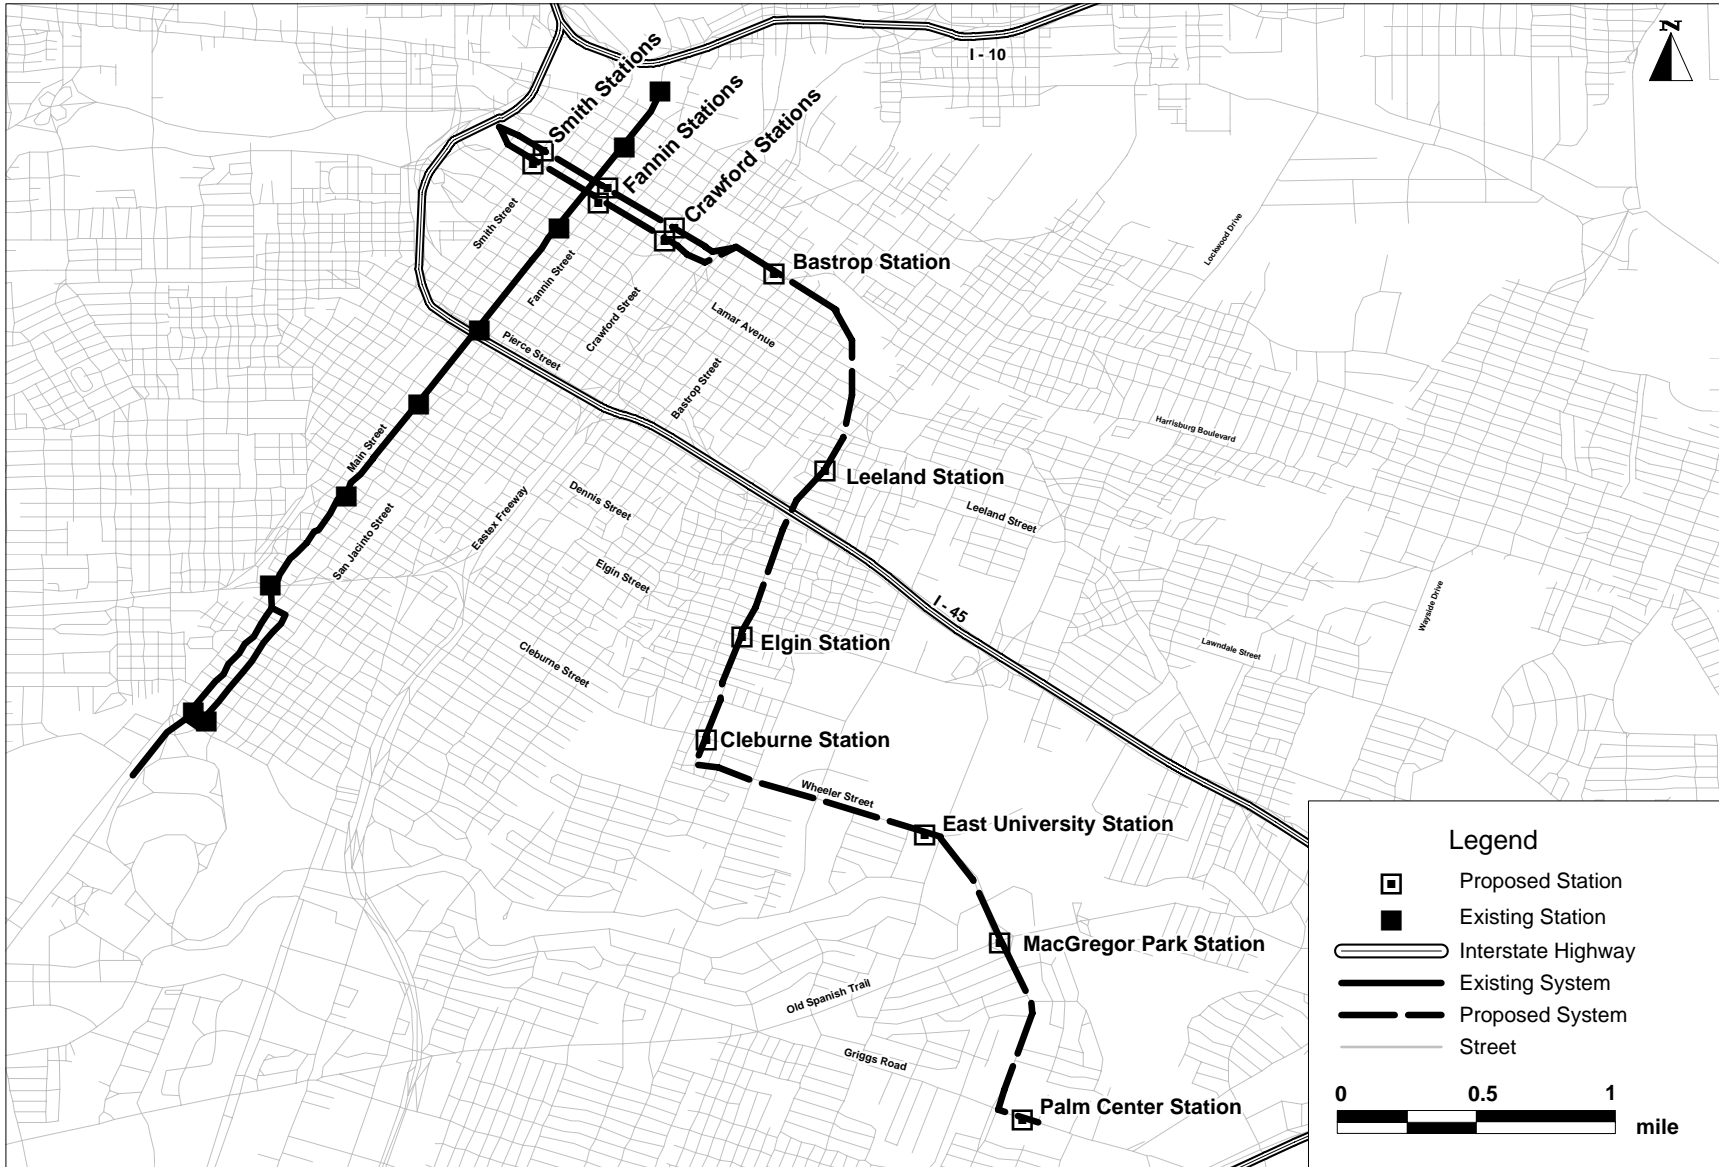 I - 10
N
Smith Stations
Fannin Stations
Crawford Stations
Smith Street
Lockwood Drive
Bastrop Station
Fannin Street
Crawford Street
Lamar Avenue
Pierce Street
Bastrop Street
Main Street
Harrisburg Boulevard
Leeland Station
Dennis Street
Eastex Freeway
San Jacinto Street
Leeland Street
Elgin Street
I - 45
Wayside Drive
Elgin Station
Lawndale Street
Cleburne Street
Cleburne Station
Wheeler Street
East University Station
MacGregor Park Station
Old Spanish Trail
Griggs Road
Palm Center Station
Legend
Proposed Station
Existing Station
Interstate Highway
Existing System
Proposed System
Street
0 0.5 1
mile